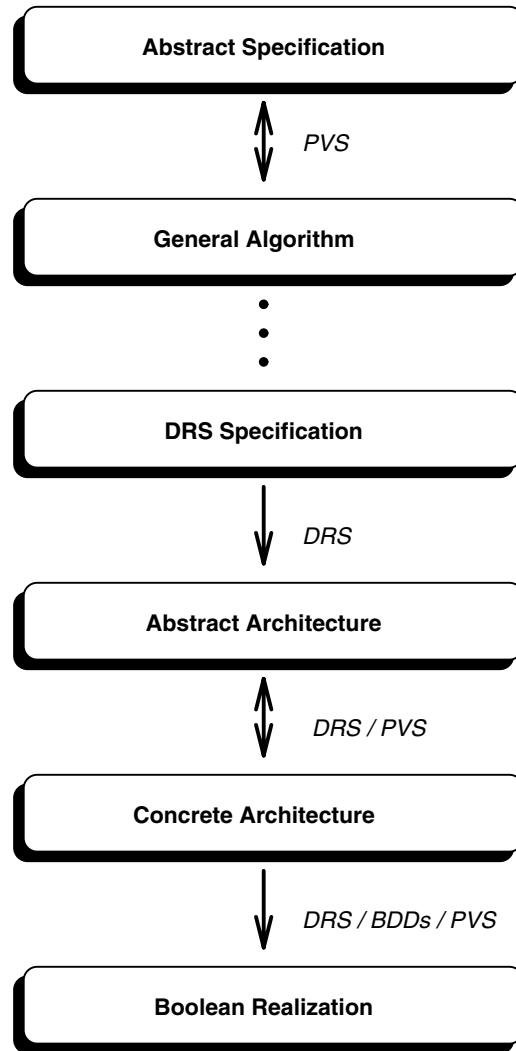 Abstract Specification
PVS
General Algorithm
DRS Specification
DRS
Abstract Architecture
DRS / PVS
Concrete Architecture
DRS / BDDs / PVS
Boolean Realization